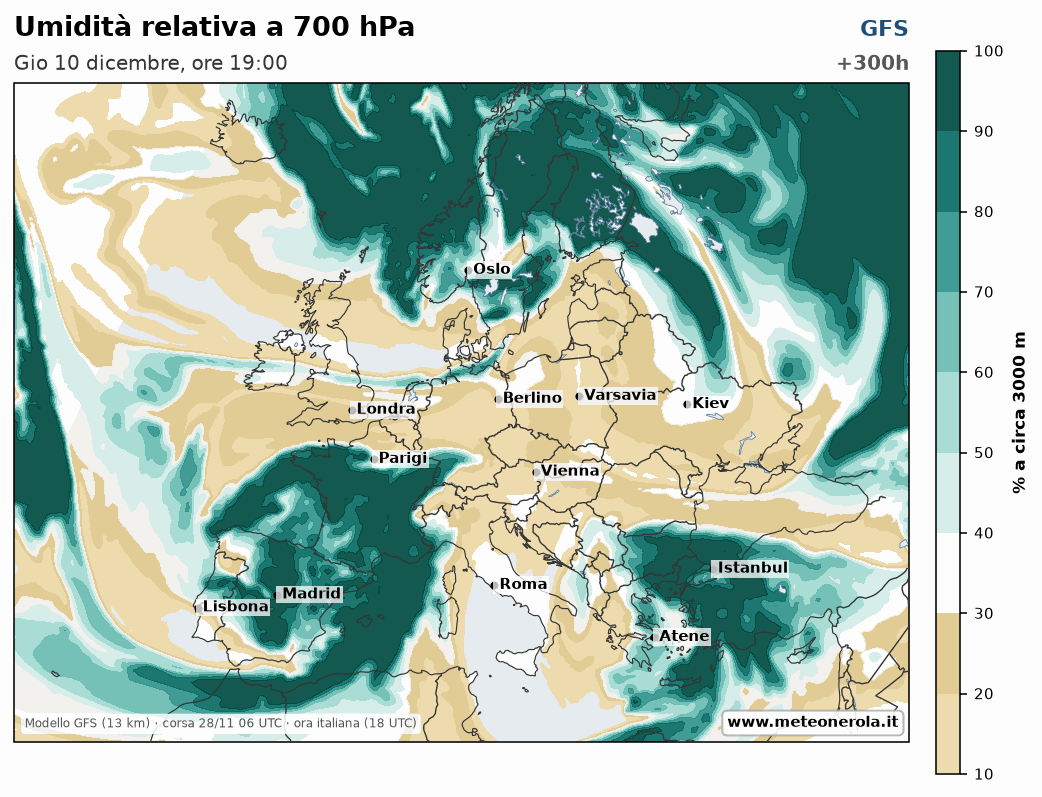 Umidità relativa a 700 hPa
GFS
Gio 10 dicembre, ore 19:00
+300h
100
90
80
70
60
50
40
30
20
10
% a circa 3000 m
Oslo
Berlino
Varsavia
Kiev
Londra
Parigi
Vienna
Istanbul
Roma
Madrid
Lisbona
Atene
Modello GFS (13 km) · corsa 28/11 06 UTC · ora italiana (18 UTC)
www.meteonerola.it